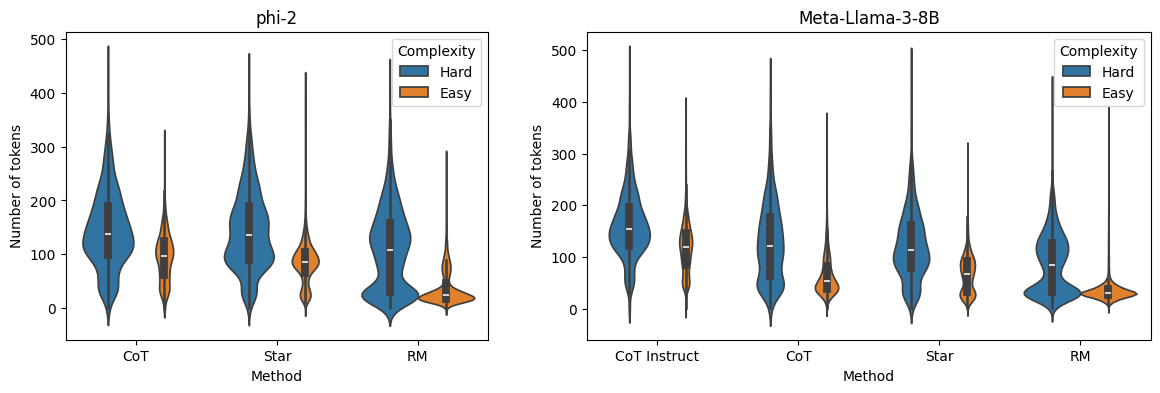 phi-2
Number of tokens
500
400
300
200
100
0
Complexity
Hard
Easy
CoT
Star
RM
Method
Meta-Llama-3-8B
Number of tokens
500
400
300
200
100
0
Complexity
Hard
Easy
CoT Instruct
CoT
Star
RM
Method